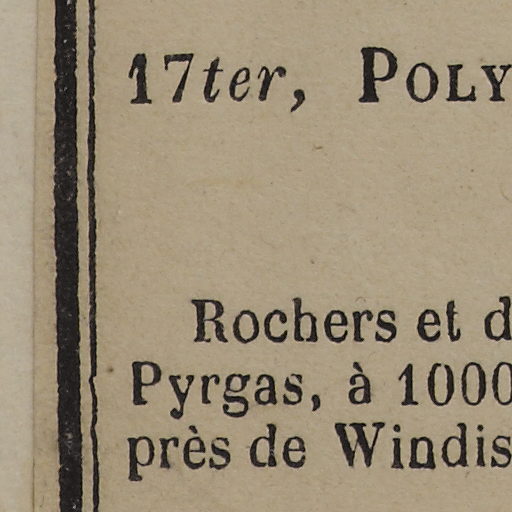 17ter, POLY
Rochers et d
Pyrgas, à 1000
près de Windis